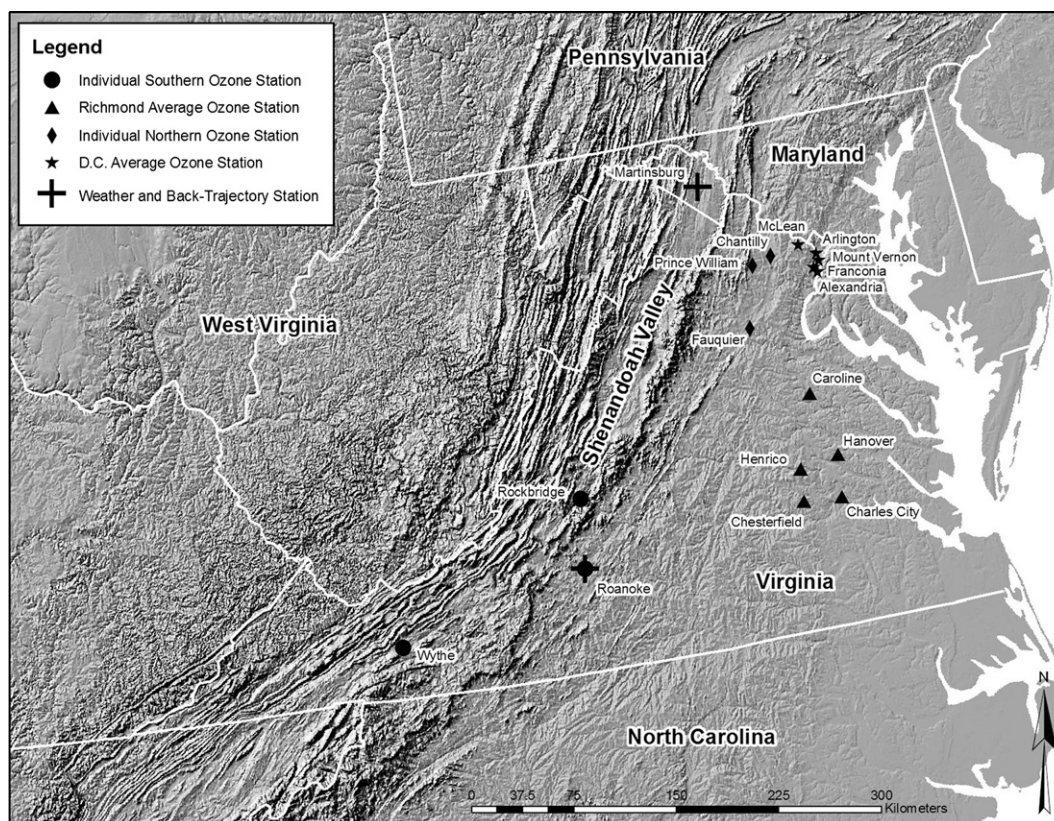 Legend
Individual Southern Ozone Station
Richmond Average Ozone Station
Individual Northern Ozone Station
D.C. Average Ozone Station
Weather and Back-Trajectory Station
Pennsylvania
Maryland
Martinsburg
McLean
Arlington
Chantilly
Mount Vernon
Prince William
Franconia
Alexandria
West Virginia
Shenandoah Valley
Fauquier
Caroline
Hanover
Henrico
Rockbridge
Charles City
Chesterfield
Virginia
Roanoke
Wythe
N
North Carolina
0 37.5 75 150 225 300
Kilometers